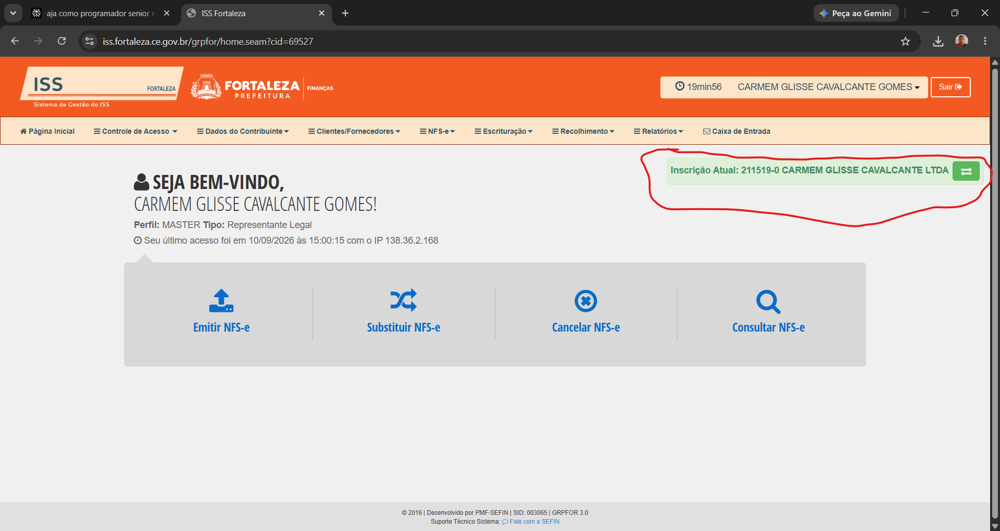 aja como programador senior
ISS Fortaleza
Peça ao Gemini
iss.fortaleza.ce.gov.br/grpfor/home.seam?cid=69527
ISS
FORTALEZA
Sistema de Gestão do ISS
FORTALEZA
PREFEITURA
FINANÇAS
19min56
CARMEM GLISSE CAVALCANTE GOMES
Sair
Página Inicial
Controle de Acesso
Dados do Contribuinte
Clientes/Fornecedores
NFS-e
Escrituração
Recolhimento
Relatórios
Caixa de Entrada
Inscrição Atual: 211519-0 CARMEM GLISSE CAVALCANTE LTDA
SEJA BEM-VINDO,
CARMEM GLISSE CAVALCANTE GOMES!
Perfil: MASTER Tipo: Representante Legal
Seu último acesso foi em 10/09/2026 às 15:00:15 com o IP 138.36.2.168
Emitir NFS-e
Substituir NFS-e
Cancelar NFS-e
Consultar NFS-e
© 2016 | Desenvolvido por PMF-SEFIN | SID: 003065 | GRPFOR 3.0
Suporte Técnico Sistema: Fale com a SEFIN